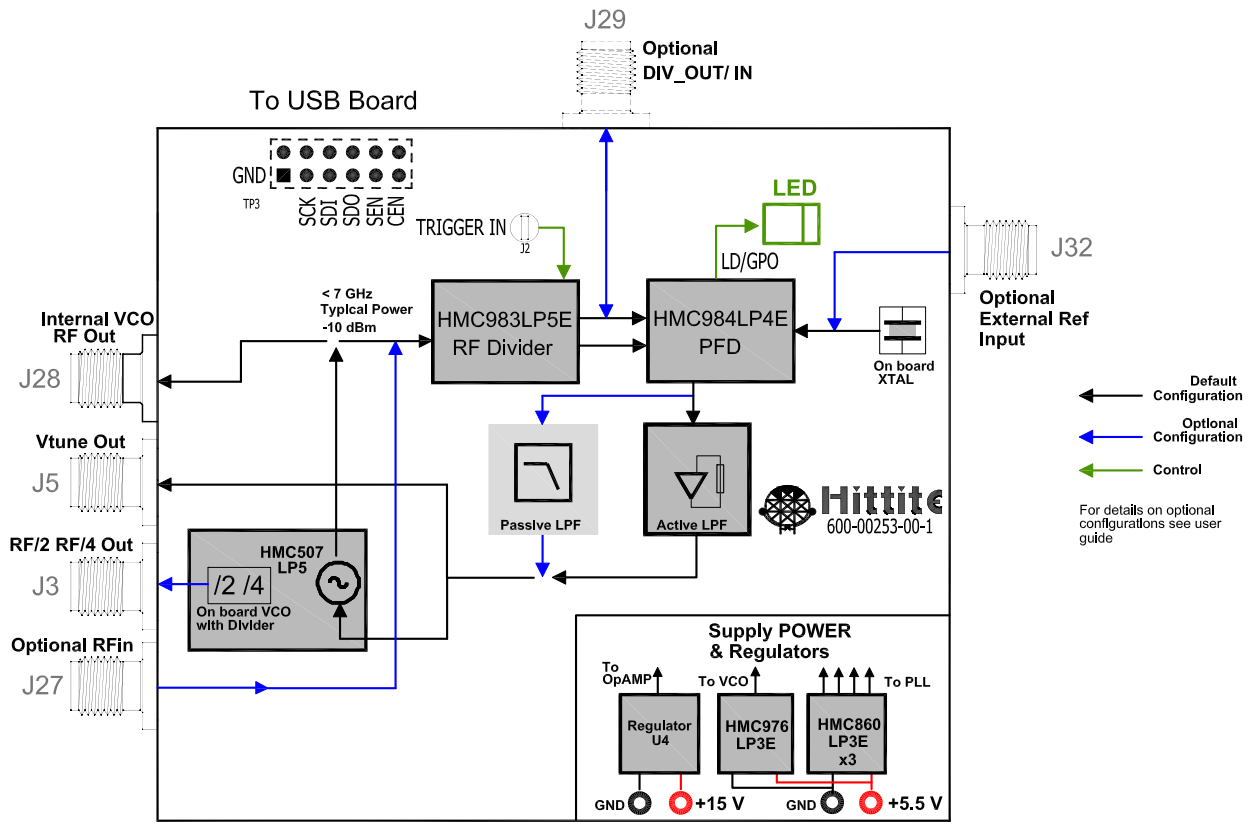 J29
Optional
DIV_OUT/ IN
To USB Board
GND
TP3
SCK
SDI
SDO
SEN
CEN
TRIGGER IN
J2
LED
LD/GPO
J32
Optional
External Ref
Input
< 7 GHz
Typical Power
-10 dBm
HMC983LP5E
RF Divider
HMC984LP4E
PFD
On board
XTAL
Internal VCO
RF Out
J28
Default
Configuration
Optional
Configuration
Control
For details on optional
configurations see user
guide
Vtune Out
J5
Passive LPF
Active LPF
Hittite
600-00253-00-1
RF/2 RF/4 Out
J3
HMC507
LP5
/2 /4
On board VCO
with Divider
Optional RFin
J27
Supply POWER
& Regulators
To
OpAMP
To VCO
To PLL
Regulator
U4
HMC976
LP3E
HMC860
LP3E
x3
GND
+15 V
GND
+5.5 V